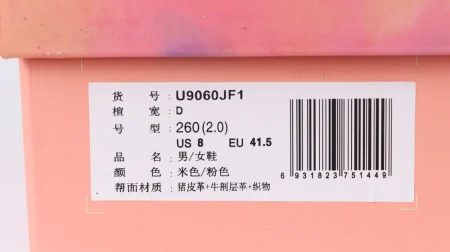 货 号：U9060JF1
楦 宽：D
号 型：260(2.0)
US 8 EU 41.5
品 名：男/女鞋
颜 色：米色/粉色
帮面材质：猪皮革+牛剖层革+织物
6 931823 751449